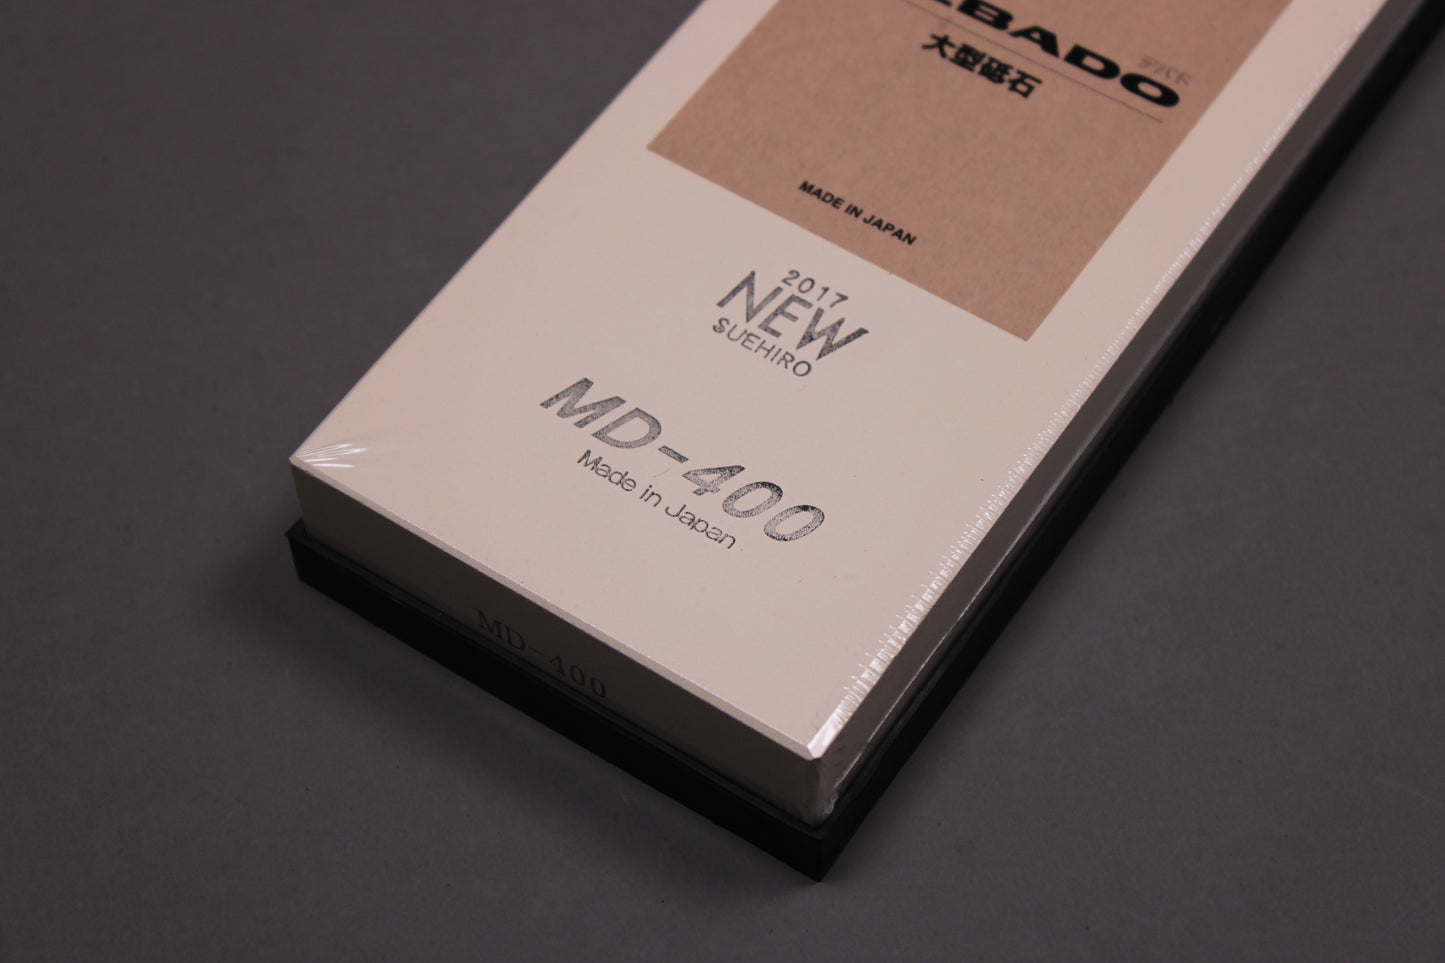 EBADO
デバド
大型砥石
MADE IN JAPAN
2017
NEW
SUEHIRO
MD-400
Made in Japan
MD-400